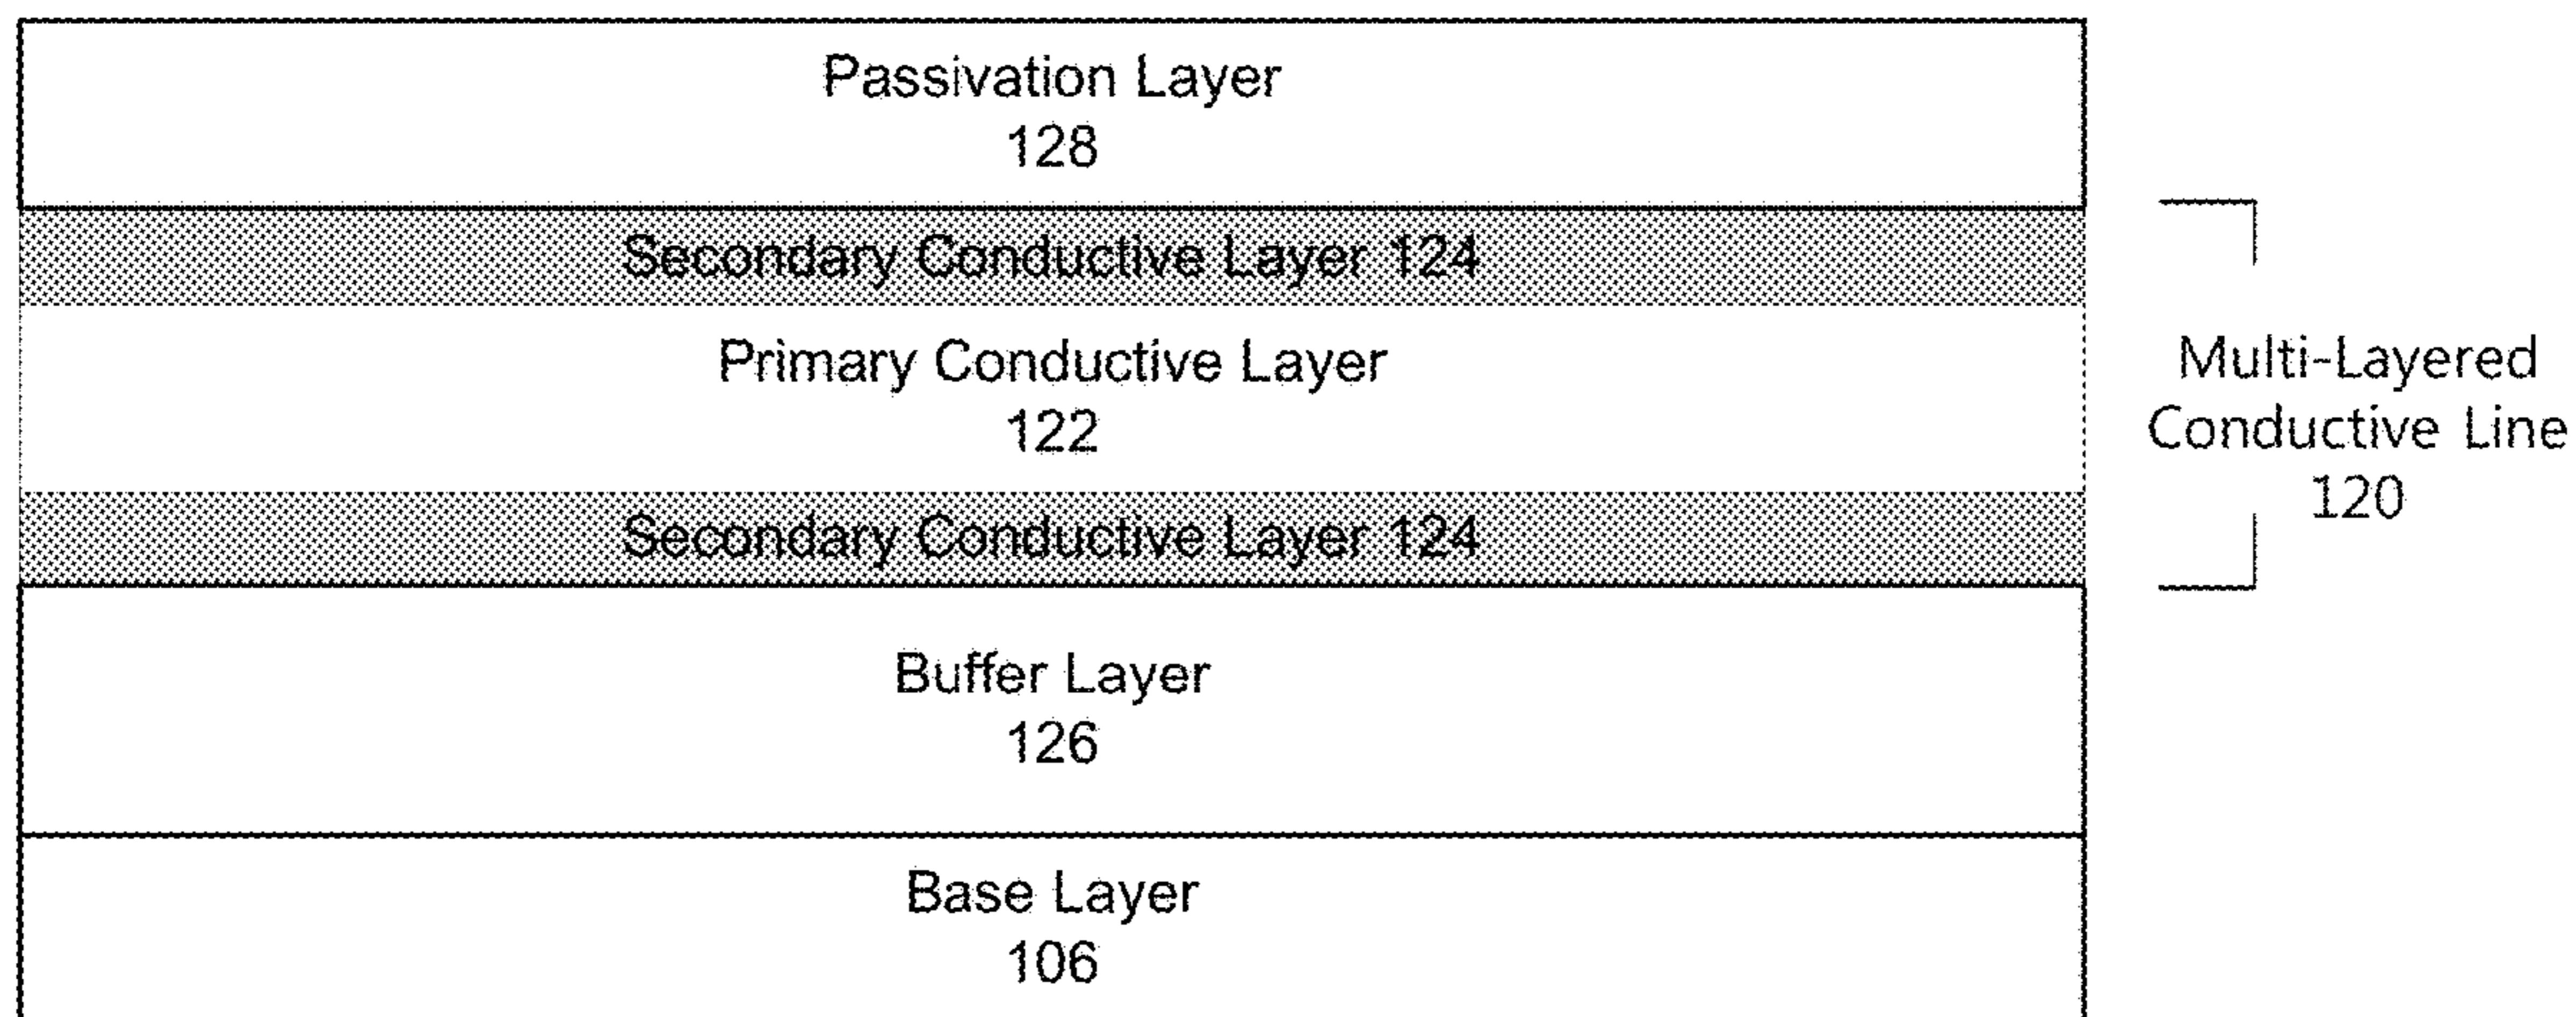 Passivation Layer
128
Secondary Conductive Layer 124
Primary Conductive Layer
122
Secondary Conductive Layer 124
Multi-Layered
Conductive Line
120
Buffer Layer
126
Base Layer
106